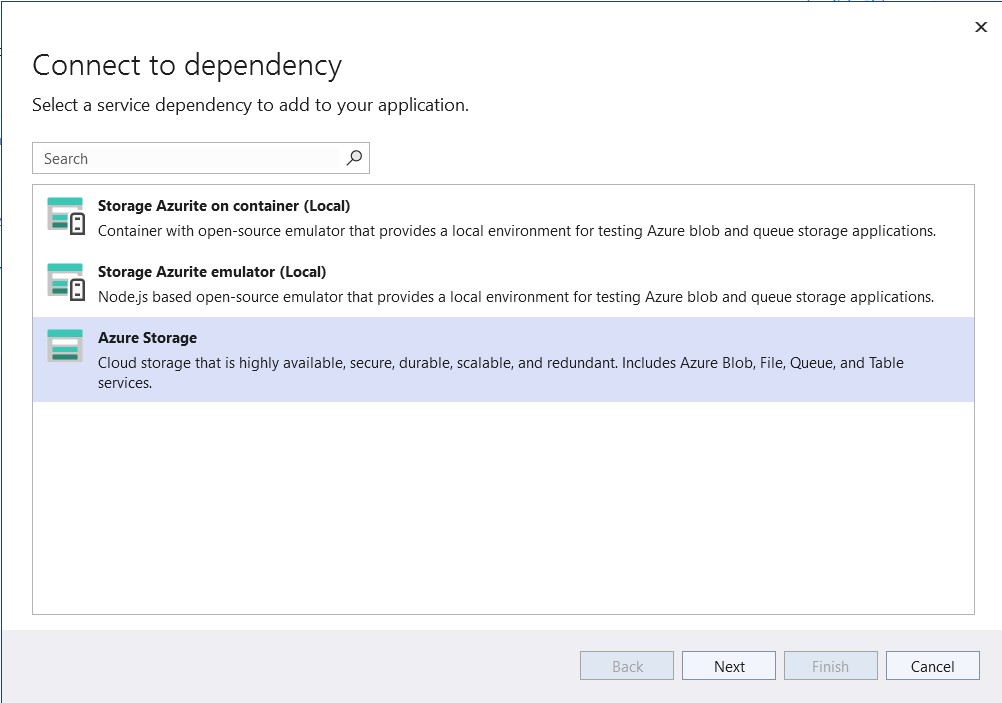 Connect to dependency
Select a service dependency to add to your application.
Search
Storage Azurite on container (Local)
Container with open-source emulator that provides a local environment for testing Azure blob and queue storage applications.
Storage Azurite emulator (Local)
Node.js based open-source emulator that provides a local environment for testing Azure blob and queue storage applications.
Azure Storage
Cloud storage that is highly available, secure, durable, scalable, and redundant. Includes Azure Blob, File, Queue, and Table
services.
Back
Next
Finish
Cancel